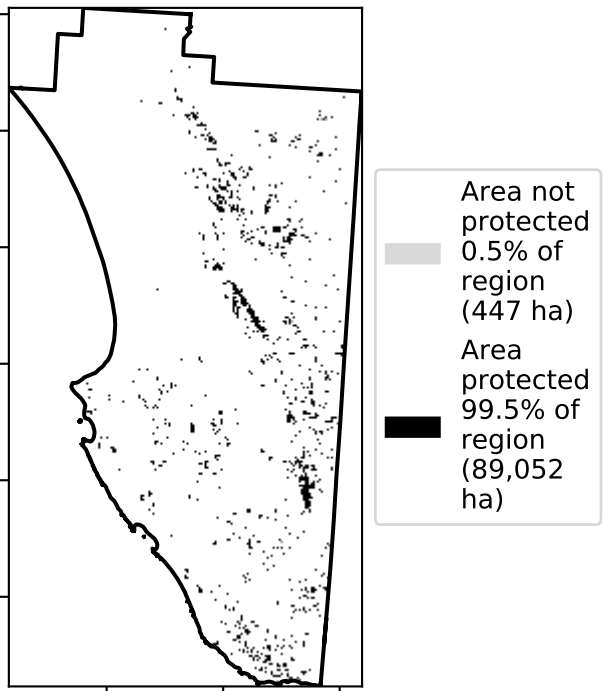 Area not
protected
0.5% of
region
(447 ha)
Area
protected
99.5% of
region
(89,052
ha)